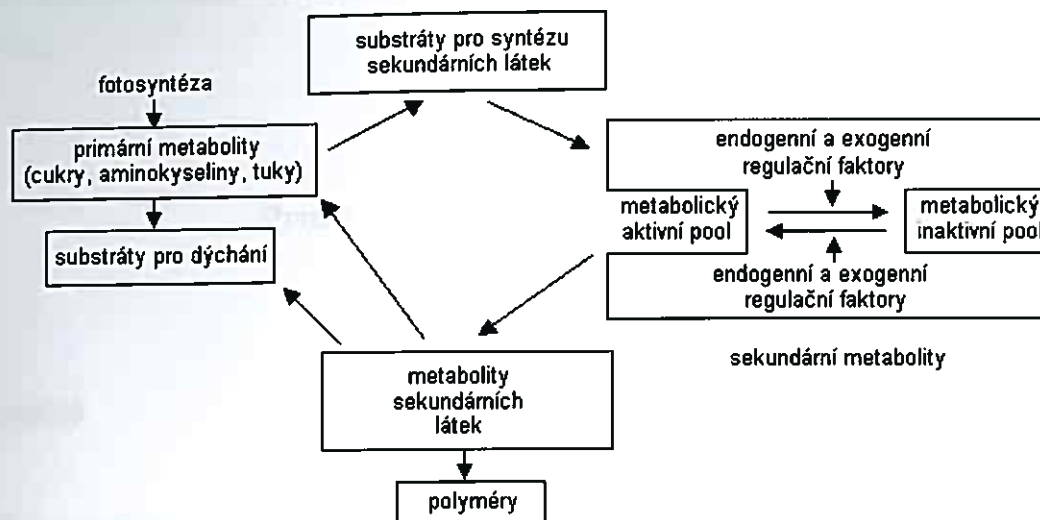 substráty pro syntézu
sekundárních látek
fotosyntéza
primární metabolity
(cukry, aminokyseliny, tuky)
substráty pro dýchání
endogenní a exogenní
regulační faktory
metabolický
aktivní pool
metabolický
inaktivní pool
endogenní a exogenní
regulační faktory
sekundární metabolity
metabolity
sekundárních
látek
polyméry